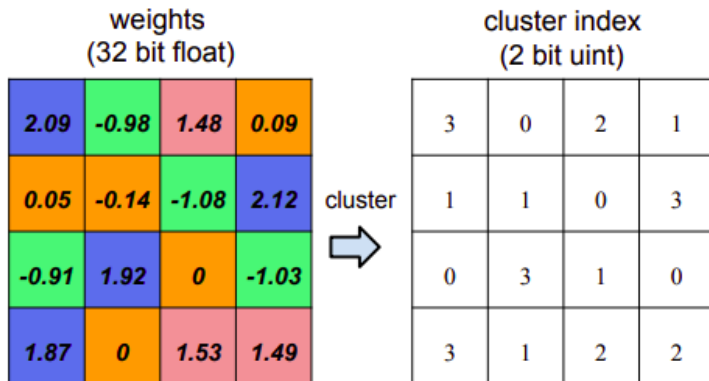 weights
(32 bit float)
cluster index
(2 bit uint)
2.09 -0.98 1.48 0.09
3 0 2 1
0.05 -0.14 -1.08 2.12
cluster
1 1 0 3
-0.91 1.92 0 -1.03
0 3 1 0
1.87 0 1.53 1.49
3 1 2 2